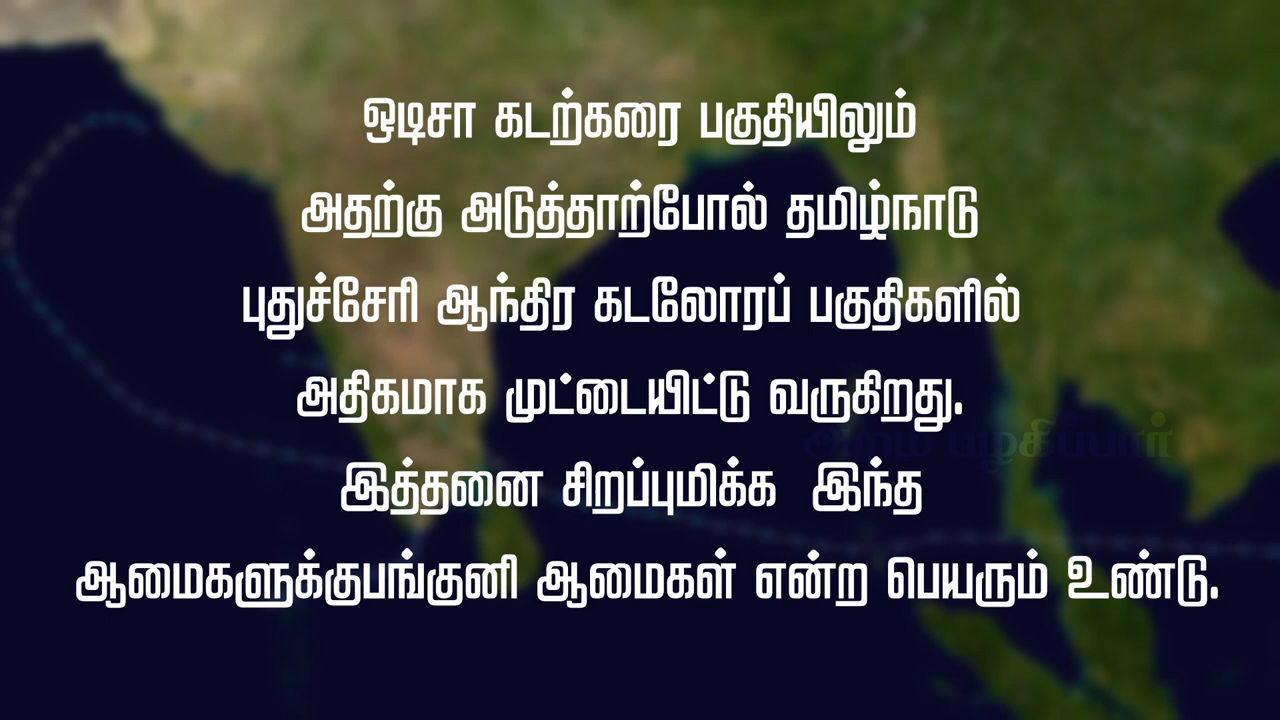 ஒடிசா கடற்கரை பகுதியிலும்
அதற்கு அடுத்தாற்போல் தமிழ்நாடு
புதுச்சேரி ஆந்திர கடலோரப் பகுதிகளில்
அதிகமாக முட்டையிட்டு வருகிறது.
இத்தனை சிறப்புமிக்க இந்த
ஆமைகளுக்குபங்குனி ஆமைகள் என்ற பெயரும் உண்டு.